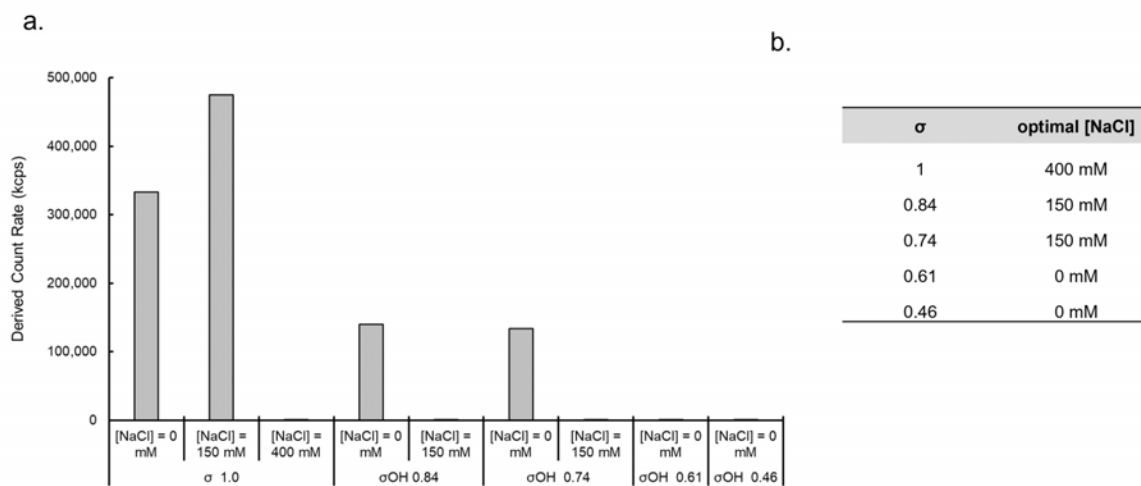 a.
b.
Derived Count Rate (kcps)
500,000
400,000
300,000
200,000
100,000
0
[NaCl] = 0 mM
[NaCl] = 150 mM
[NaCl] = 400 mM
[NaCl] = 0 mM
[NaCl] = 150 mM
[NaCl] = 0 mM
[NaCl] = 150 mM
[NaCl] = 0 mM
[NaCl] = 0 mM
σ 1.0
σOH 0.84
σOH 0.74
σOH 0.61
σOH 0.46
σ optimal [NaCl]
1 400 mM
0.84 150 mM
0.74 150 mM
0.61 0 mM
0.46 0 mM